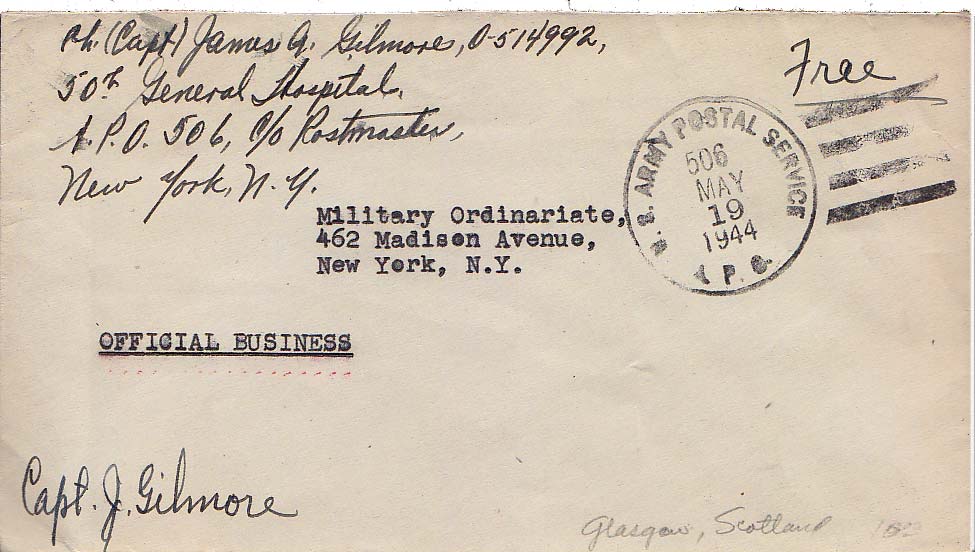 Ch. (Capt) James G. Gilmore, O-514992,
50th General Hospital,
A.P.O. 506, c/o Postmaster,
New York, N.Y.
Free
U.S. ARMY POSTAL SERVICE
506
MAY
19
1944
A.P.O.
Military Ordinariate,
462 Madison Avenue,
New York, N.Y.
OFFICIAL BUSINESS
Capt. J. Gilmore
Glasgow, Scotland